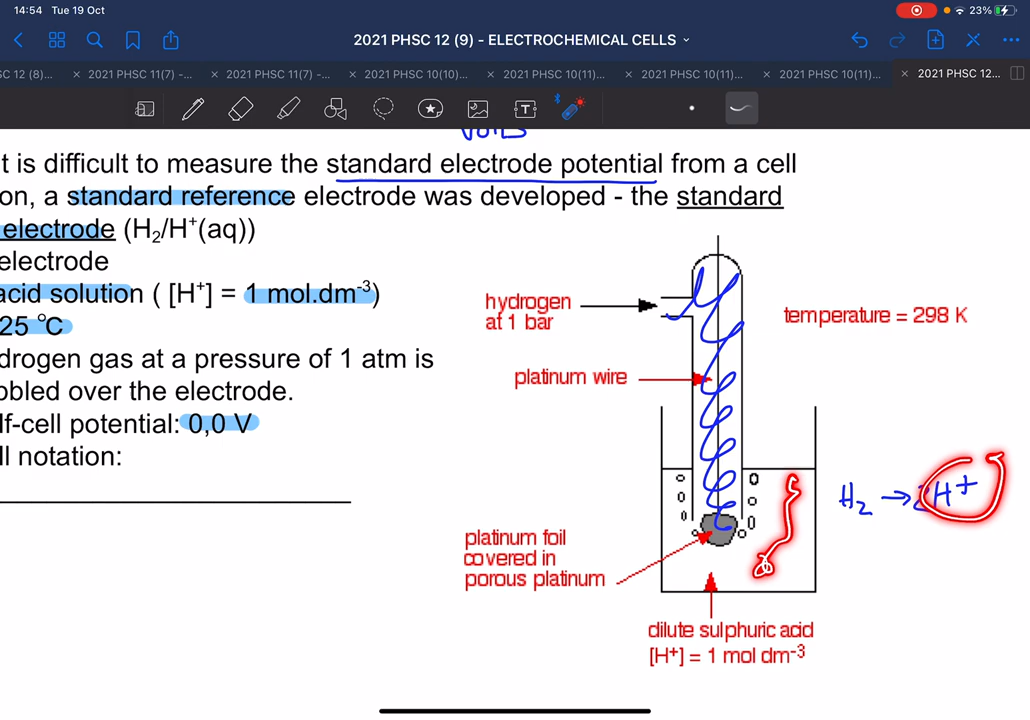 14:54 Tue 19 Oct
23%
2021 PHSC 12 (9) - ELECTROCHEMICAL CELLS
SC 12 (8)...
2021 PHSC 11(7) -...
2021 PHSC 11(7) -...
2021 PHSC 10(10)...
2021 PHSC 10(11)...
2021 PHSC 10(11)...
2021 PHSC 10(11)...
2021 PHSC 12...
t is difficult to measure the standard electrode potential from a cell
on, a standard reference electrode was developed - the standard
electrode (H₂/H⁺(aq))
electrode
acid solution ( [H⁺] = 1 mol.dm⁻³)
25 °C
drogen gas at a pressure of 1 atm is
bbled over the electrode.
lf-cell potential: 0,0 V
ll notation:
hydrogen
at 1 bar
temperature = 298 K
platinum wire
H₂ → 2H⁺
platinum foil
covered in
porous platinum
dilute sulphuric acid
[H⁺] = 1 mol dm⁻³